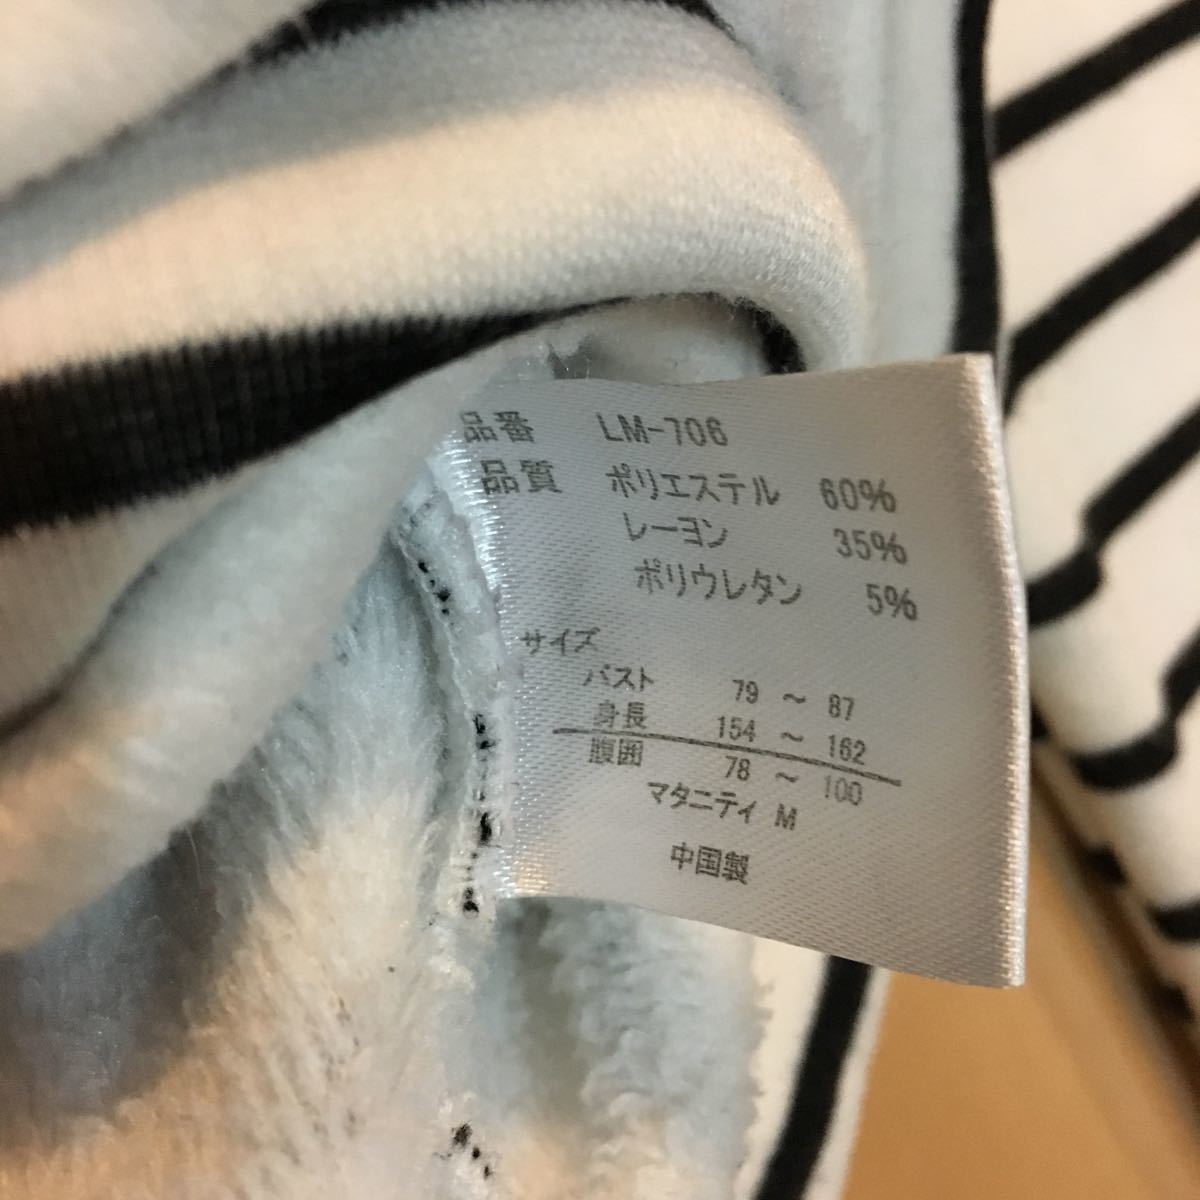 品番 LM-706
品質 ポリエステル 60%
レーヨン 35%
ポリウレタン 5%
サイズ
バスト 79 ～ 87
身長 154 ～ 162
腹囲 78 ～ 100
マタニティ M
中国製